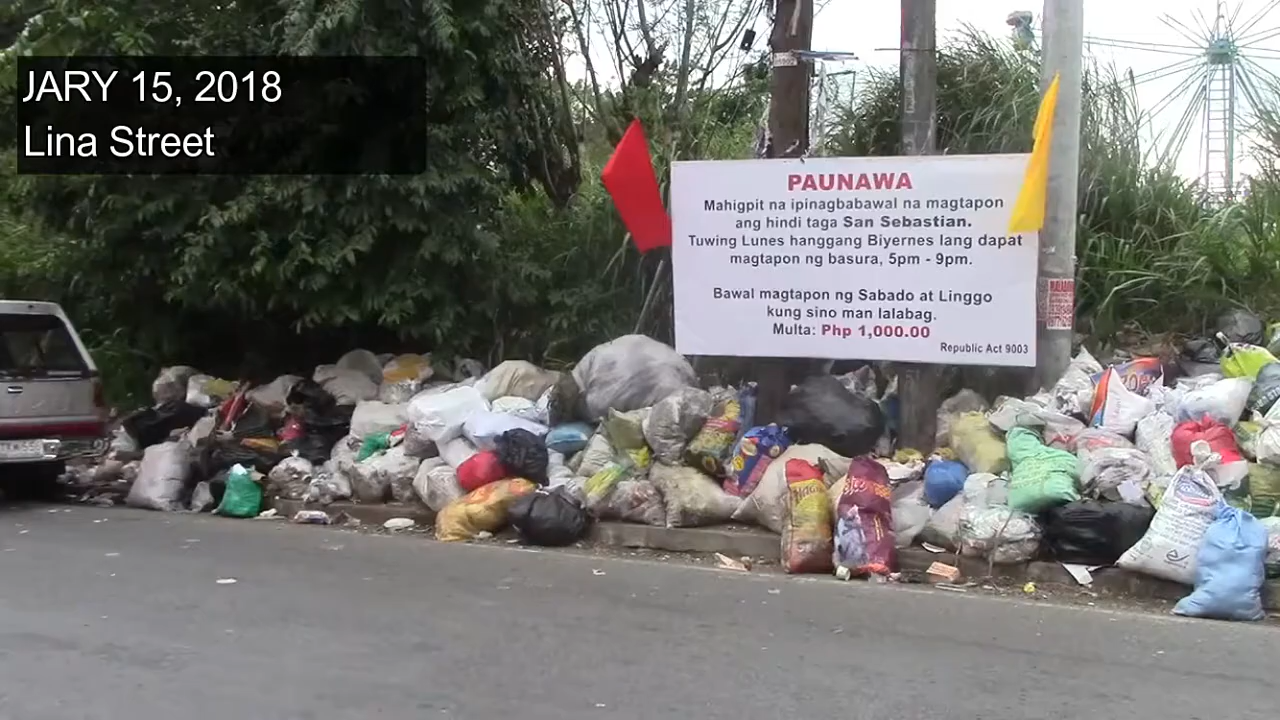 JARY 15, 2018
Lina Street
PAUNAWA
Mahigpit na ipinagbabawal na magtapon
ang hindi taga San Sebastian.
Tuwing Lunes hanggang Biyernes lang dapat
magtapon ng basura, 5pm - 9pm.
Bawal magtapon ng Sabado at Linggo
kung sino man lalabag.
Multa: Php 1,000.00
Republic Act 9003